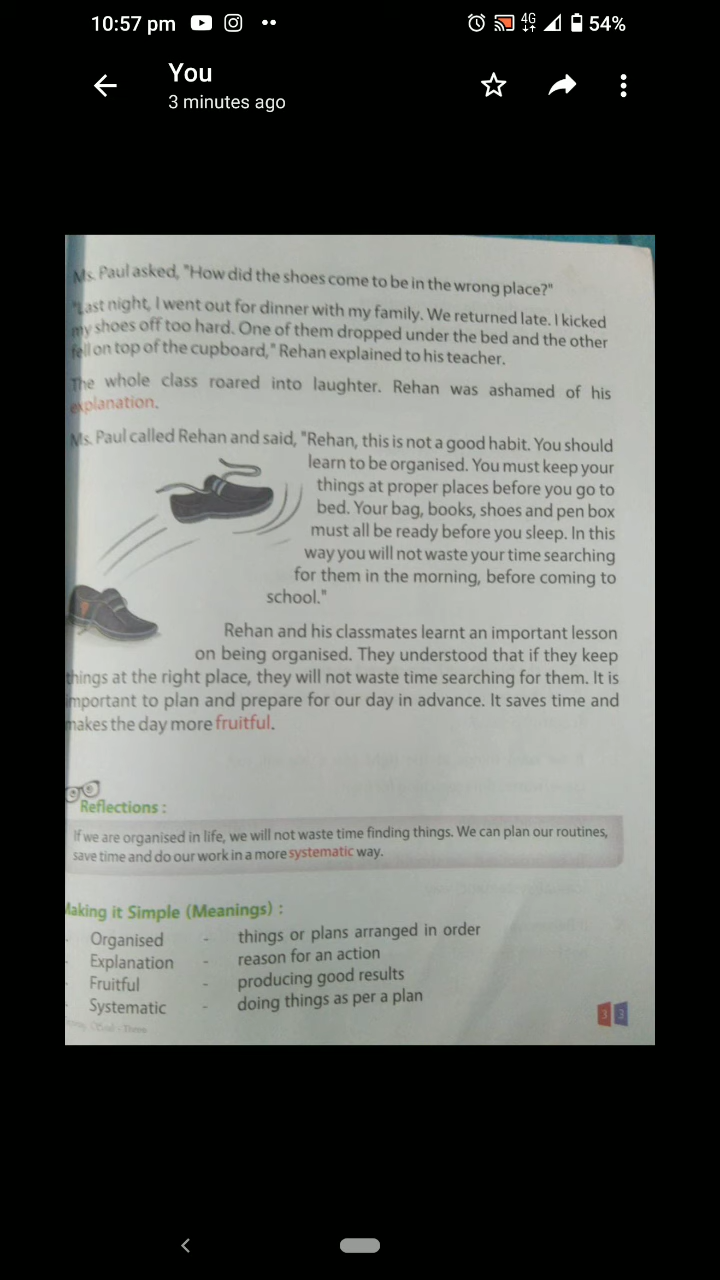 10:57 pm
4G
54%
You
3 minutes ago
Ms. Paul asked, "How did the shoes come to be in the wrong place?"
"Last night, I went out for dinner with my family. We returned late. I kicked
my shoes off too hard. One of them dropped under the bed and the other
fell on top of the cupboard," Rehan explained to his teacher.
The whole class roared into laughter. Rehan was ashamed of his
explanation.
Ms. Paul called Rehan and said, "Rehan, this is not a good habit. You should
learn to be organised. You must keep your
things at proper places before you go to
bed. Your bag, books, shoes and pen box
must all be ready before you sleep. In this
way you will not waste your time searching
for them in the morning, before coming to
school."
Rehan and his classmates learnt an important lesson
on being organised. They understood that if they keep
things at the right place, they will not waste time searching for them. It is
important to plan and prepare for our day in advance. It saves time and
makes the day more fruitful.
Reflections :
If we are organised in life, we will not waste time finding things. We can plan our routines,
save time and do our work in a more systematic way.
Making it Simple (Meanings) :
- Organised - things or plans arranged in order
- Explanation - reason for an action
- Fruitful - producing good results
- Systematic - doing things as per a plan
Three
3 3